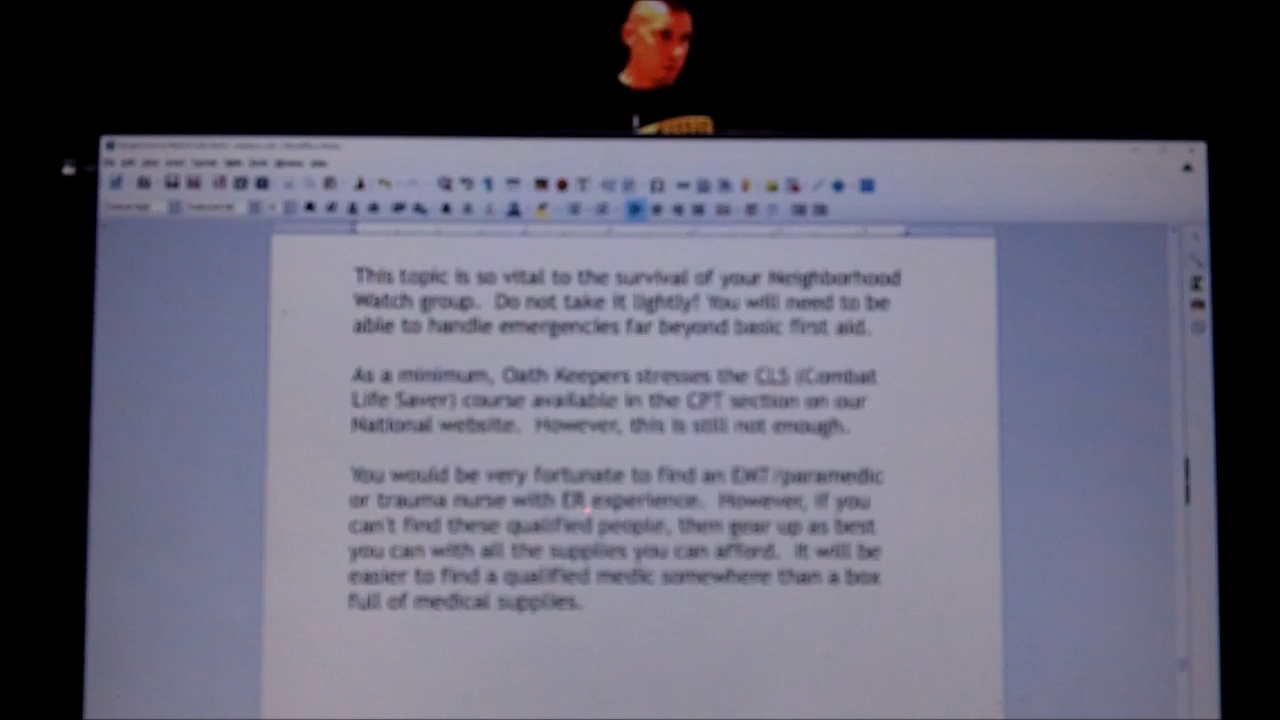 This topic is so vital to the survival of your Neighborhood
Watch group. Do not take it lightly! You will need to be
able to handle emergencies far beyond basic first aid.
As a minimum, Oath Keepers stresses the CLS (Combat
Life Saver) course available in the CPT section on our
National website. However, this is still not enough.
You would be very fortunate to find an EMT/paramedic
or trauma nurse with ER experience. However, if you
can't find these qualified people, then gear up as best
you can with all the supplies you can afford. It will be
easier to find a qualified medic somewhere than a box
full of medical supplies.